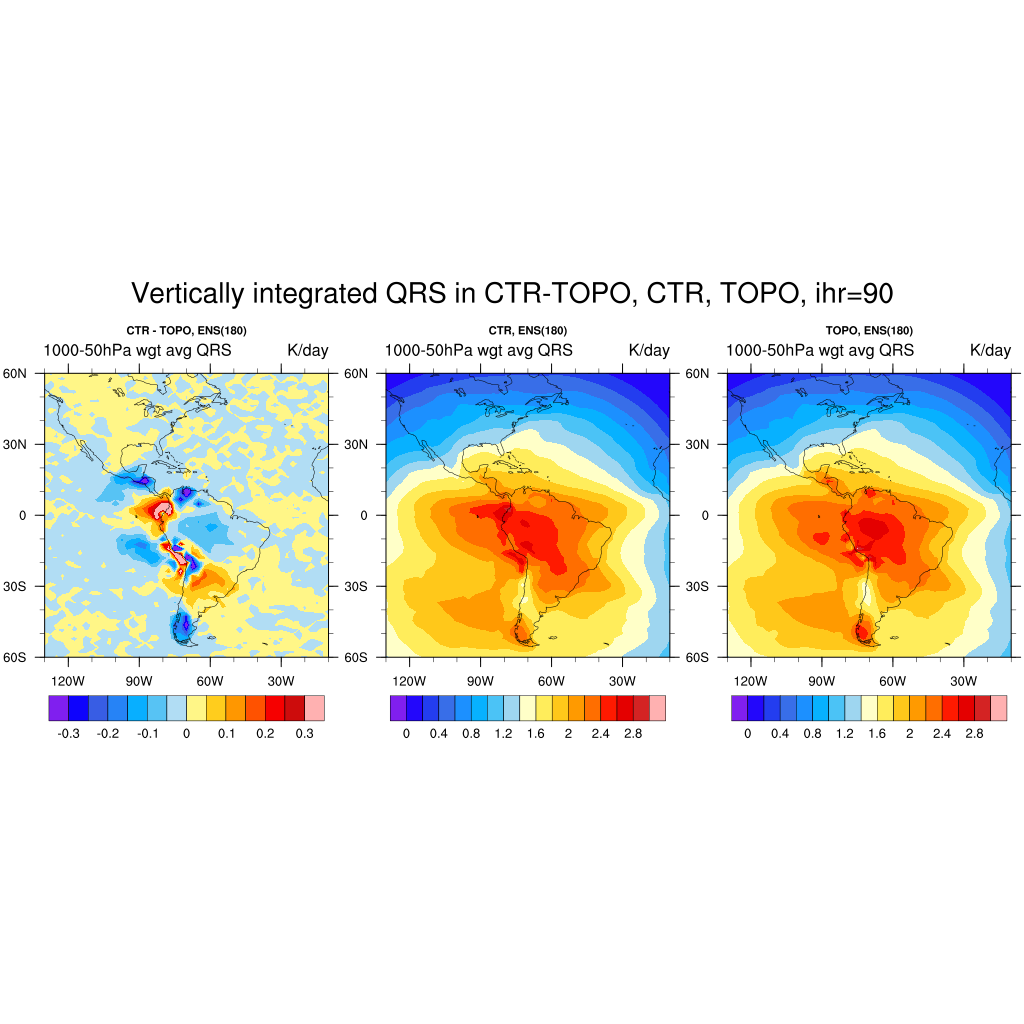 Vertically integrated QRS in CTR-TOPO, CTR, TOPO, ihr=90
CTR - TOPO, ENS(180)
1000-50hPa wgt avg QRS K/day
60N
30N
0
30S
60S
120W 90W 60W 30W
-0.3 -0.2 -0.1 0 0.1 0.2 0.3
CTR, ENS(180)
1000-50hPa wgt avg QRS K/day
60N
30N
0
30S
60S
120W 90W 60W 30W
0 0.4 0.8 1.2 1.6 2 2.4 2.8
TOPO, ENS(180)
1000-50hPa wgt avg QRS K/day
60N
30N
0
30S
60S
120W 90W 60W 30W
0 0.4 0.8 1.2 1.6 2 2.4 2.8